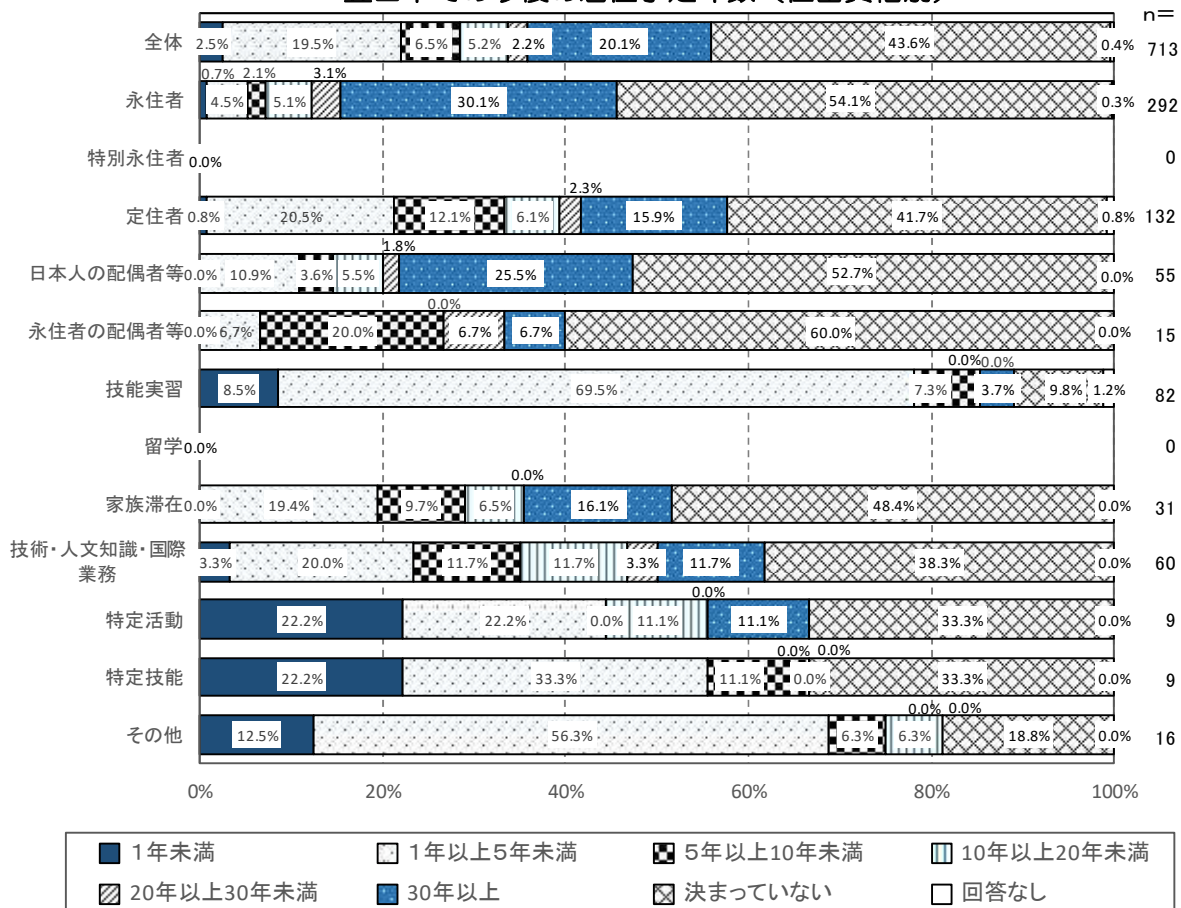 n=
全体 2.5% 19.5% 6.5% 5.2% 2.2% 20.1% 43.6% 0.4% 713
0.7% 2.1% 3.1%
永住者 4.5% 5.1% 30.1% 54.1% 0.3% 292
特別永住者 0.0% 0
2.3%
定住者 0.8% 20.5% 12.1% 6.1% 15.9% 41.7% 0.8% 132
1.8%
日本人の配偶者等 0.0% 10.9% 3.6% 5.5% 25.5% 52.7% 0.0% 55
0.0%
永住者の配偶者等 0.0% 6.7% 20.0% 6.7% 6.7% 60.0% 0.0% 15
0.0% 0.0%
技能実習 8.5% 69.5% 7.3% 3.7% 9.8% 1.2% 82
留学 0.0% 0
0.0%
家族滞在 0.0% 19.4% 9.7% 6.5% 16.1% 48.4% 0.0% 31
技術・人文知識・国際
業務 3.3% 20.0% 11.7% 11.7% 3.3% 11.7% 38.3% 0.0% 60
0.0%
特定活動 22.2% 22.2% 0.0% 11.1% 11.1% 33.3% 0.0% 9
0.0% 0.0%
特定技能 22.2% 33.3% 11.1% 0.0% 33.3% 0.0% 9
0.0% 0.0%
その他 12.5% 56.3% 6.3% 6.3% 18.8% 0.0% 16
0% 20% 40% 60% 80% 100%
1年未満 1年以上5年未満 5年以上10年未満 10年以上20年未満
20年以上30年未満 30年以上 決まっていない 回答なし